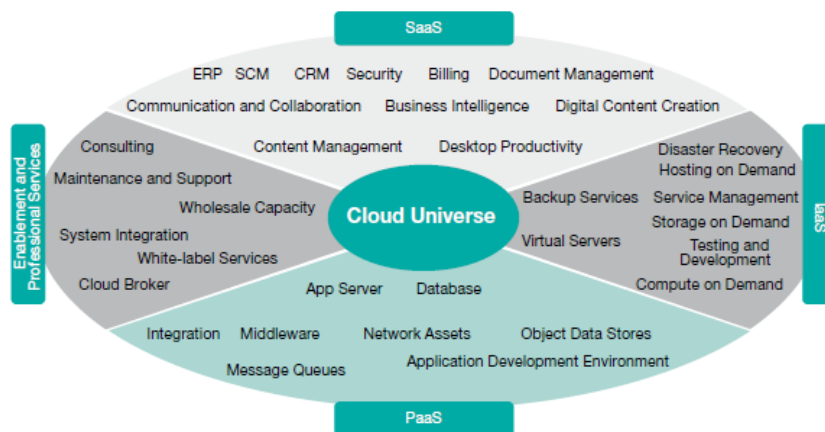 SaaS
ERP SCM CRM Security Billing Document Management
Communication and Collaboration Business Intelligence Digital Content Creation
Content Management Desktop Productivity
Enablement and
Professional Services
Consulting
Maintenance and Support
Wholesale Capacity
System Integration
White-label Services
Cloud Broker
Cloud Universe
Disaster Recovery
Hosting on Demand
Backup Services Service Management
Storage on Demand
Virtual Servers
Testing and
Development
Compute on Demand
IaaS
App Server Database
Integration Middleware Network Assets Object Data Stores
Message Queues Application Development Environment
PaaS